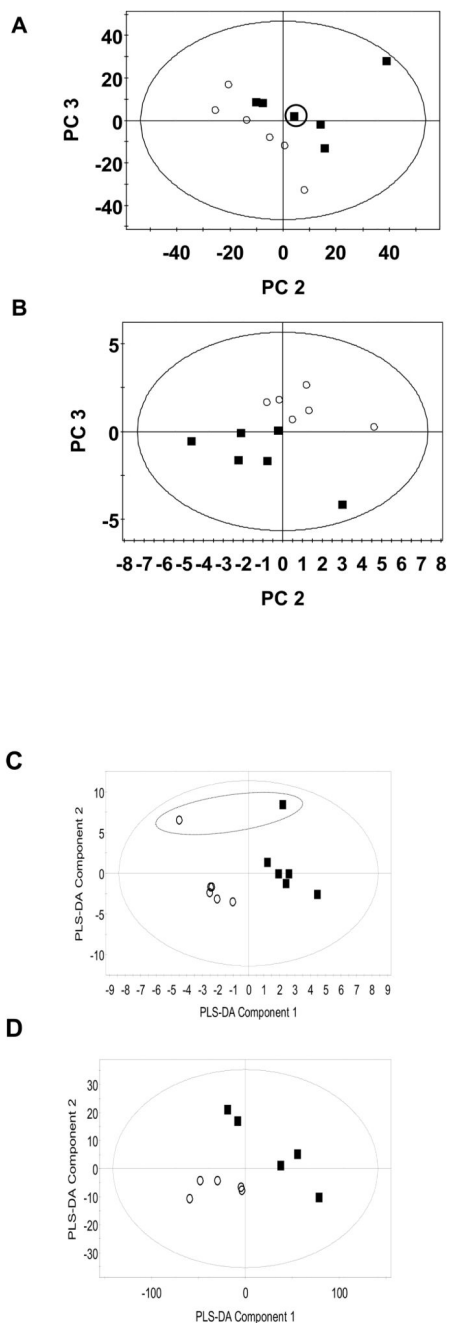 A
40
20
0
-20
-40
PC 3
-40 -20 0 20 40
PC 2
B
5
0
-5
PC 3
-8 -7 -6 -5 -4 -3 -2 -1 0 1 2 3 4 5 6 7 8
PC 2
C
10
5
0
-5
-10
PLS-DA Component 2
-9 -8 -7 -6 -5 -4 -3 -2 -1 0 1 2 3 4 5 6 7 8 9
PLS-DA Component 1
D
30
20
10
0
-10
-20
-30
PLS-DA Component 2
-100 0 100
PLS-DA Component 1